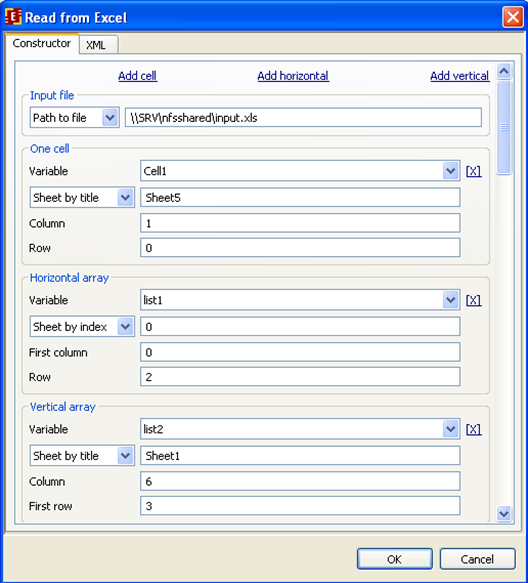 Read from Excel
Constructor XML
Add cell Add horizontal Add vertical
Input file
Path to file \\SRV\nfsshared\input.xls
One cell
Variable Cell1 [X]
Sheet by title Sheet5
Column 1
Row 0
Horizontal array
Variable list1 [X]
Sheet by index 0
First column 0
Row 2
Vertical array
Variable list2 [X]
Sheet by title Sheet1
Column 6
First row 3
OK Cancel